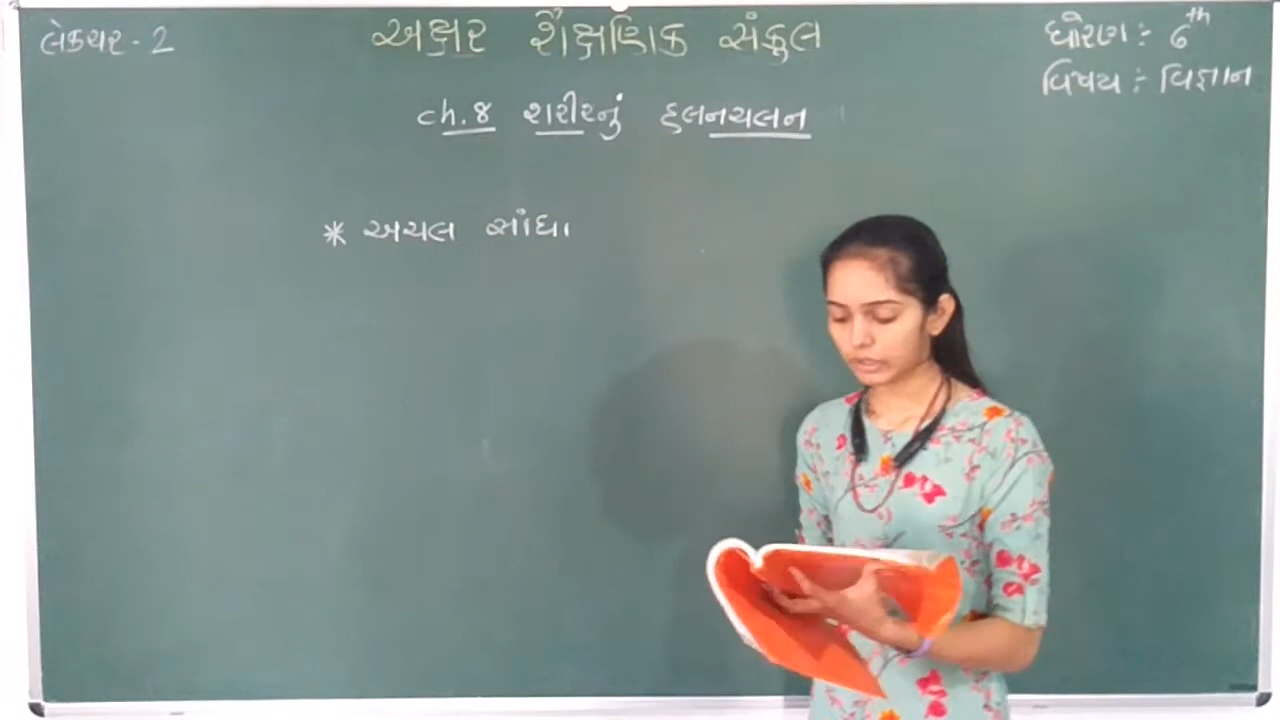 લેક્ચર - 2
અક્ષર શૈક્ષણિક સંકુલ
ધોરણ : 6th
વિષય : વિજ્ઞાન
ch.8 શરીરનું હલનચલન
* અચલ સાંધા